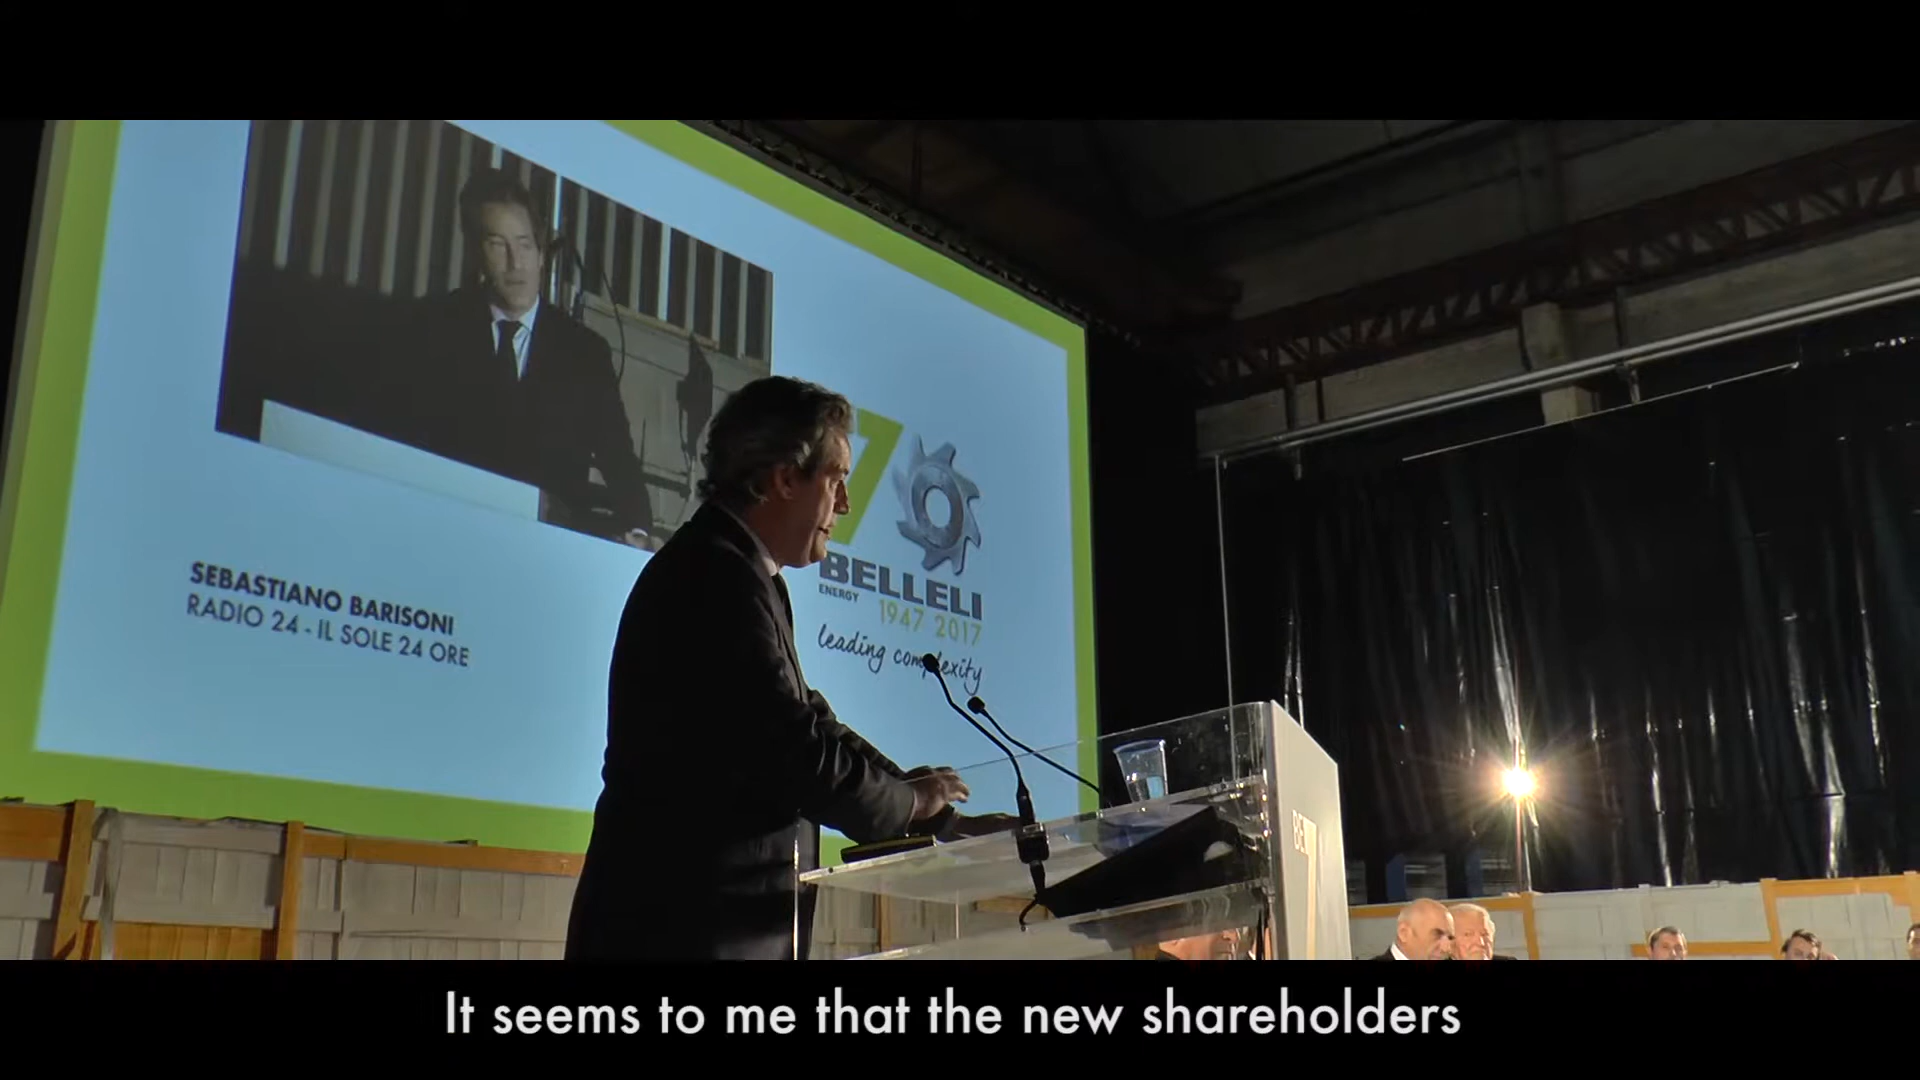 SEBASTIANO BARISONI
RADIO 24 - IL SOLE 24 ORE
7
BELLELI
ENERGY
1947 2017
leading complexity
It seems to me that the new shareholders